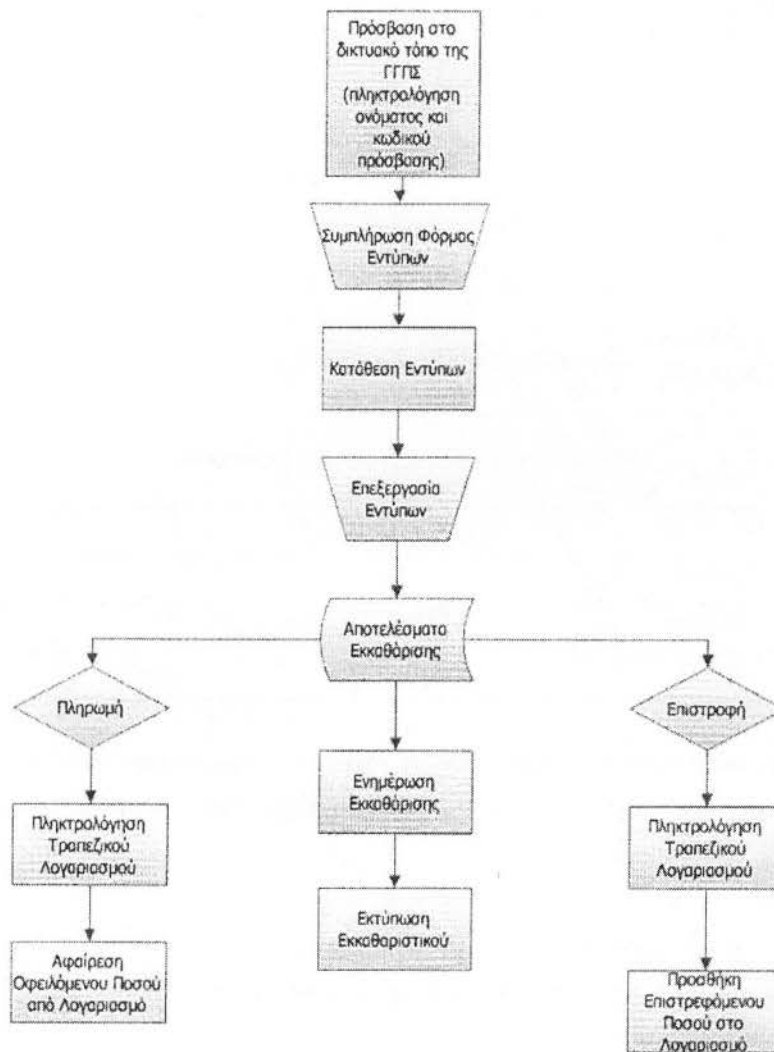 Πρόσβαση στο
δικτυακό τόπο της
ΓΓΠΣ
(πληκτρολόγηση
ονόματος και
κωδικού
πρόσβασης)
Συμπλήρωση Φόρμας
Εντύπων
Κατάθεση Εντύπων
Επεξεργασία
Εντύπων
Αποτελέσματα
Εκκαθάρισης
Πληρωμή
Επιστροφή
Ενημέρωση
Εκκαθάρισης
Πληκτρολόγηση
Τραπεζικού
Λογαριασμού
Πληκτρολόγηση
Τραπεζικού
Λογαριασμού
Εκτύπωση
Εκκαθαριστικού
Αφαίρεση
Οφειλόμενου Ποσού
από Λογαριασμό
Προσθήκη
Επιστρεφόμενου
Ποσού στο
Λογαριασμό